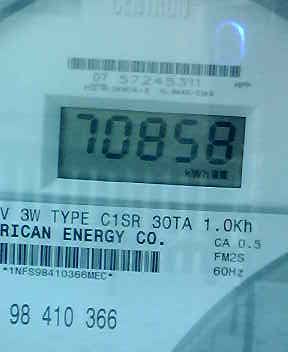 CENTRON
07 57245311
70858
kWh
V 3W TYPE C1SR 30TA 1.0Kh
RICAN ENERGY CO.
CA 0.5
FM2S
60Hz
*1NFS98410366MEC*
98 410 366